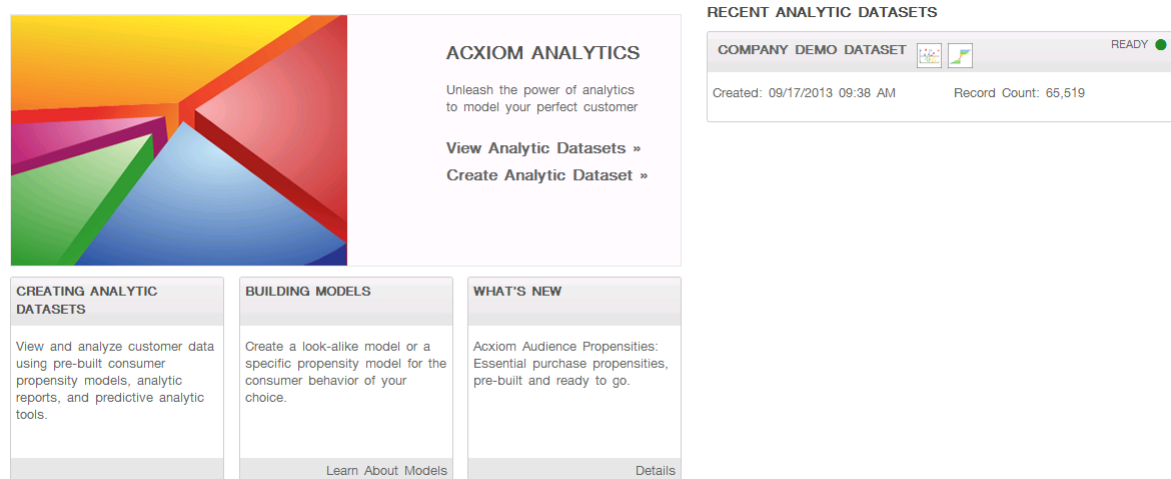 ACXIOM ANALYTICS
Unleash the power of analytics
to model your perfect customer
View Analytic Datasets »
Create Analytic Dataset »
RECENT ANALYTIC DATASETS
COMPANY DEMO DATASET
READY
Created: 09/17/2013 09:38 AM
Record Count: 65,519
CREATING ANALYTIC
DATASETS
View and analyze customer data
using pre-built consumer
propensity models, analytic
reports, and predictive analytic
tools.
BUILDING MODELS
Create a look-alike model or a
specific propensity model for the
consumer behavior of your
choice.
Learn About Models
WHAT'S NEW
Acxiom Audience Propensities:
Essential purchase propensities,
pre-built and ready to go.
Details